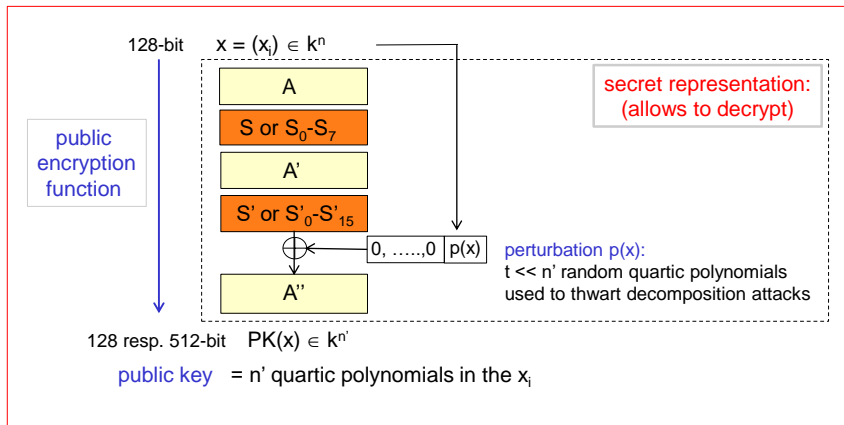 128-bit x = (xᵢ) ∈ kⁿ
A
secret representation:
(allows to decrypt)
S or S₀-S₇
public
encryption
function
A'
S' or S'₀-S'₁₅
0, .....,0 p(x)
perturbation p(x):
t << n' random quartic polynomials
used to thwart decomposition attacks
A''
128 resp. 512-bit PK(x) ∈ kⁿ'
public key = n' quartic polynomials in the xᵢ